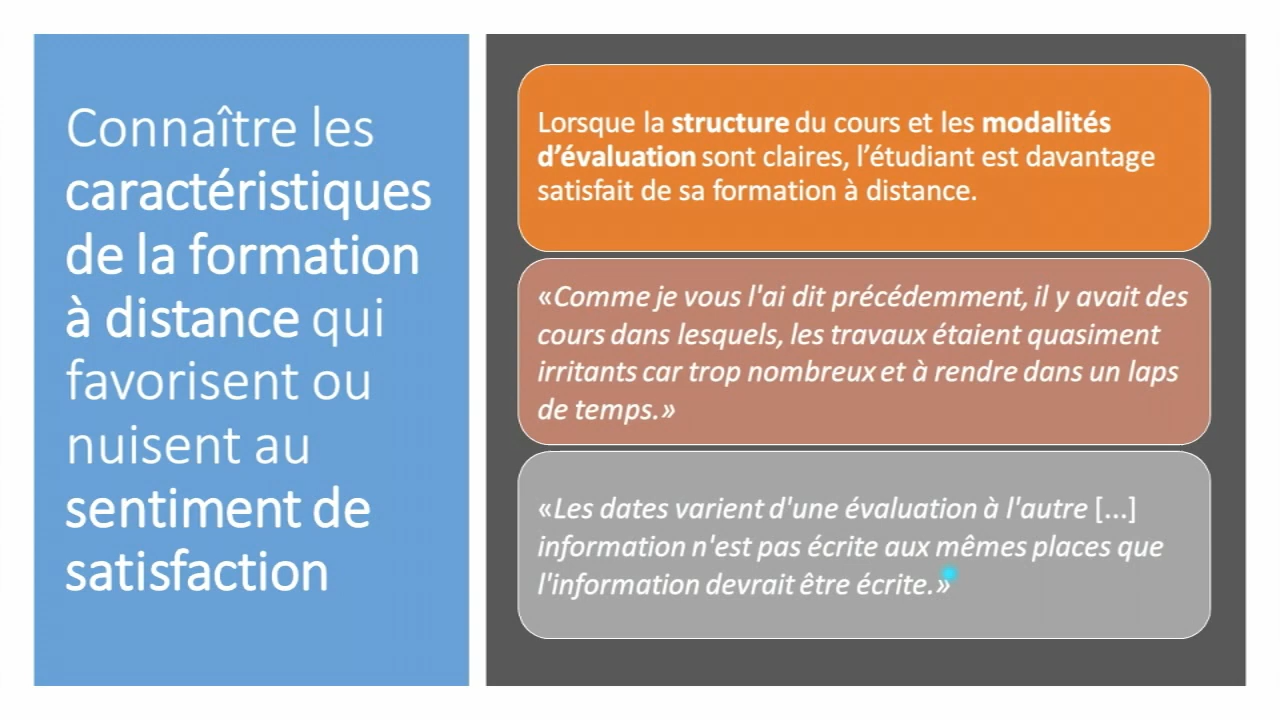 Connaître les
caractéristiques
de la formation
à distance qui
favorisent ou
nuisent au
sentiment de
satisfaction
Lorsque la structure du cours et les modalités
d’évaluation sont claires, l’étudiant est davantage
satisfait de sa formation à distance.
«Comme je vous l'ai dit précédemment, il y avait des
cours dans lesquels, les travaux étaient quasiment
irritants car trop nombreux et à rendre dans un laps
de temps.»
«Les dates varient d'une évaluation à l'autre [...]
information n'est pas écrite aux mêmes places que
l'information devrait être écrite.»